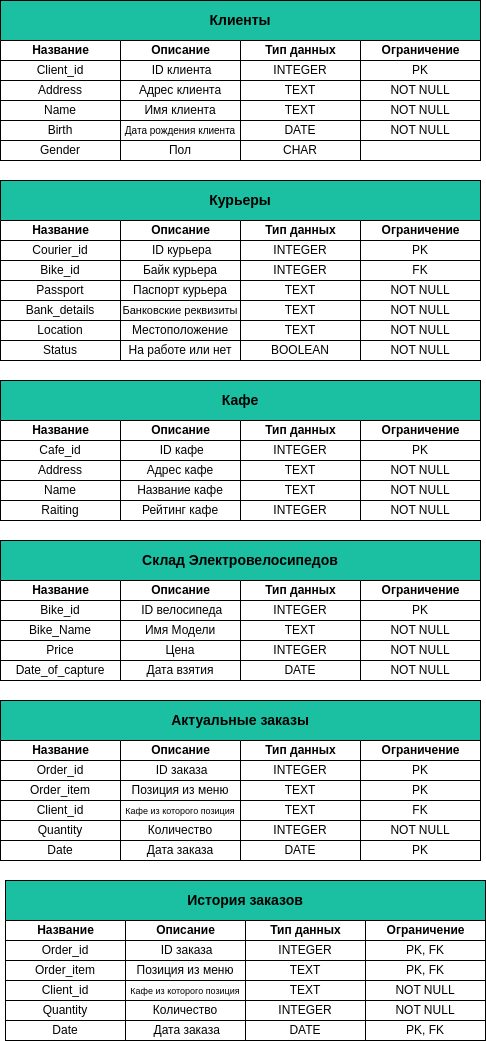 Клиенты
Название Описание Тип данных Ограничение
Client_id ID клиента INTEGER PK
Address Адрес клиента TEXT NOT NULL
Name Имя клиента TEXT NOT NULL
Birth Дата рождения клиента DATE NOT NULL
Gender Пол CHAR
Курьеры
Название Описание Тип данных Ограничение
Courier_id ID курьера INTEGER PK
Bike_id Байк курьера INTEGER FK
Passport Паспорт курьера TEXT NOT NULL
Bank_details Банковские реквизиты TEXT NOT NULL
Location Местоположение TEXT NOT NULL
Status На работе или нет BOOLEAN NOT NULL
Кафе
Название Описание Тип данных Ограничение
Cafe_id ID кафе INTEGER PK
Address Адрес кафе TEXT NOT NULL
Name Название кафе TEXT NOT NULL
Raiting Рейтинг кафе INTEGER NOT NULL
Склад Электровелосипедов
Название Описание Тип данных Ограничение
Bike_id ID велосипеда INTEGER PK
Bike_Name Имя Модели TEXT NOT NULL
Price Цена INTEGER NOT NULL
Date_of_capture Дата взятия DATE NOT NULL
Актуальные заказы
Название Описание Тип данных Ограничение
Order_id ID заказа INTEGER PK
Order_item Позиция из меню TEXT PK
Client_id Кафе из которого позиция TEXT FK
Quantity Количество INTEGER NOT NULL
Date Дата заказа DATE PK
История заказов
Название Описание Тип данных Ограничение
Order_id ID заказа INTEGER PK, FK
Order_item Позиция из меню TEXT PK, FK
Client_id Кафе из которого позиция TEXT NOT NULL
Quantity Количество INTEGER NOT NULL
Date Дата заказа DATE PK, FK